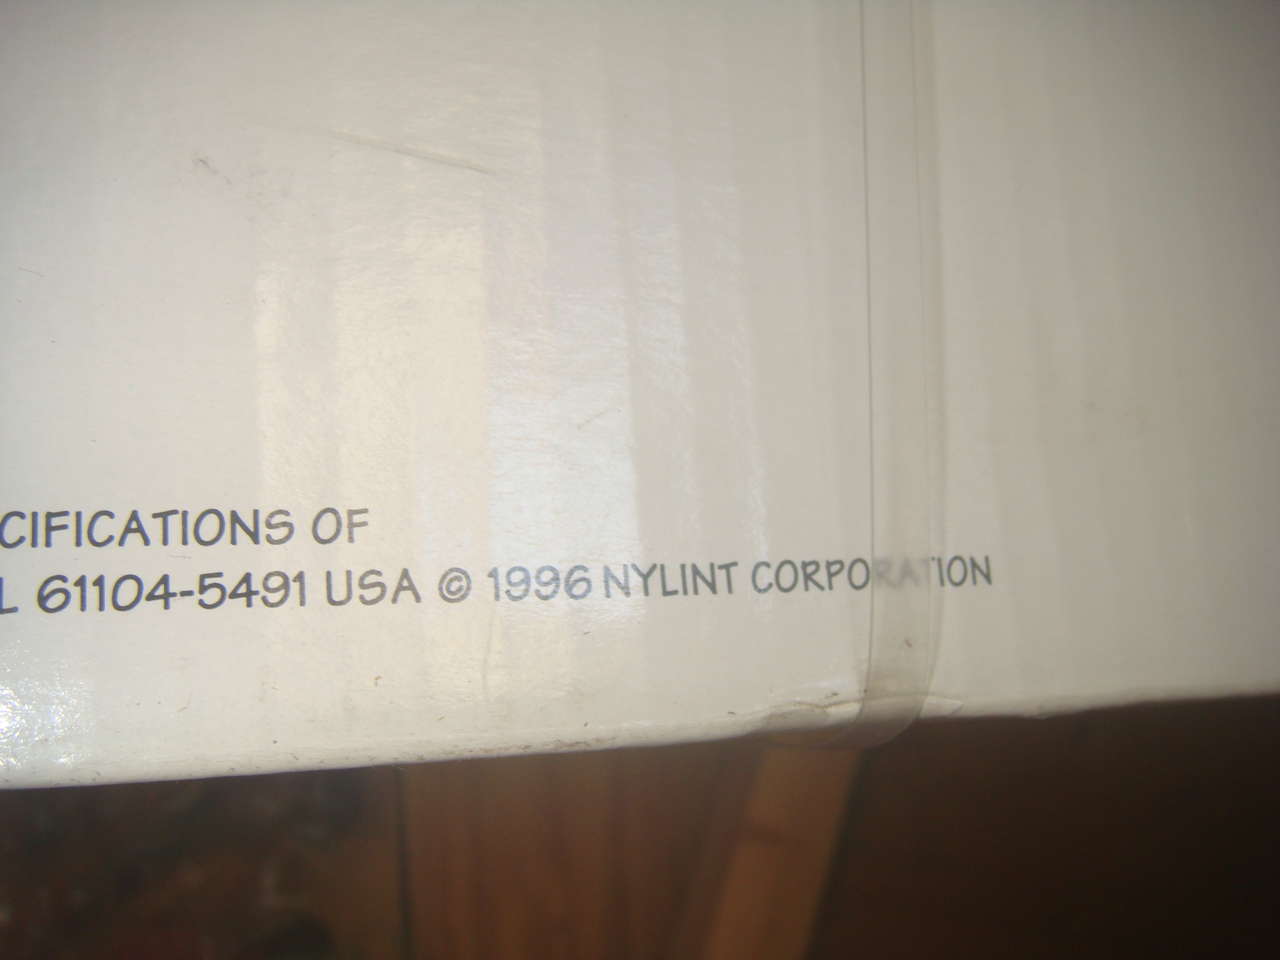 CIFICATIONS OF
L 61104-5491 USA © 1996 NYLINT CORPORATION